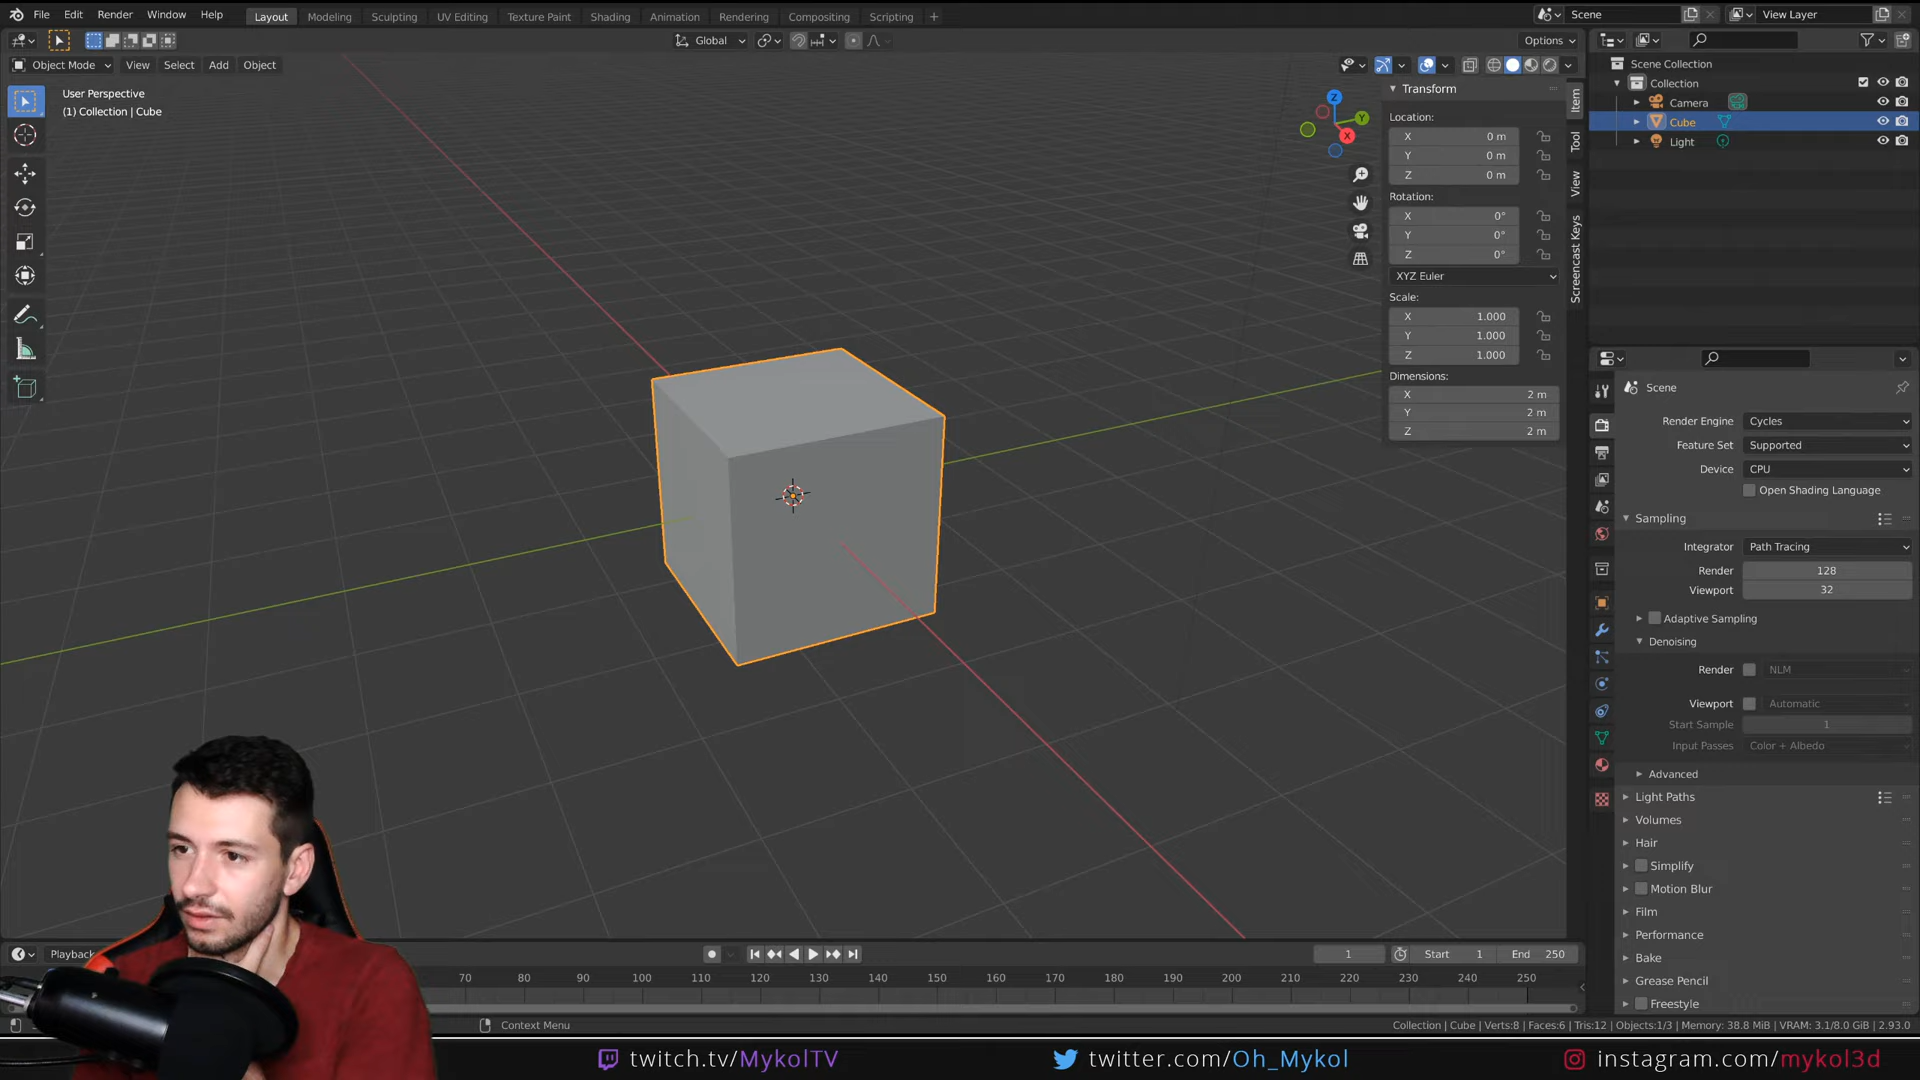 File Edit Render Window Help Layout Modeling Sculpting UV Editing Texture Paint Shading Animation Rendering Compositing Scripting + Scene View Layer
Global Options
Object Mode View Select Add Object
User Perspective
(1) Collection | Cube
Z
Y
X
Transform
Location:
X 0 m
Y 0 m
Z 0 m
Rotation:
X 0°
Y 0°
Z 0°
XYZ Euler
Scale:
X 1.000
Y 1.000
Z 1.000
Dimensions:
X 2 m
Y 2 m
Z 2 m
Item
Tool
View
Screencast Keys
Scene Collection
Collection
Camera
Cube
Light
Scene
Render Engine Cycles
Feature Set Supported
Device CPU
Open Shading Language
Sampling
Integrator Path Tracing
Render 128
Viewport 32
Adaptive Sampling
Denoising
Render NLM
Viewport Automatic
Start Sample 1
Input Passes Color + Albedo
Advanced
Light Paths
Volumes
Hair
Simplify
Motion Blur
Film
Performance
Bake
Grease Pencil
Freestyle
Playback 1 Start 1 End 250
70 80 90 100 110 120 130 140 150 160 170 180 190 200 210 220 230 240 250
Context Menu
Collection | Cube | Verts:8 | Faces:6 | Tris:12 | Objects:1/3 | Memory: 38.8 MiB | VRAM: 3.1/8.0 GiB | 2.93.0
twitch.tv/MykolTV twitter.com/Oh_Mykol instagram.com/mykol3d